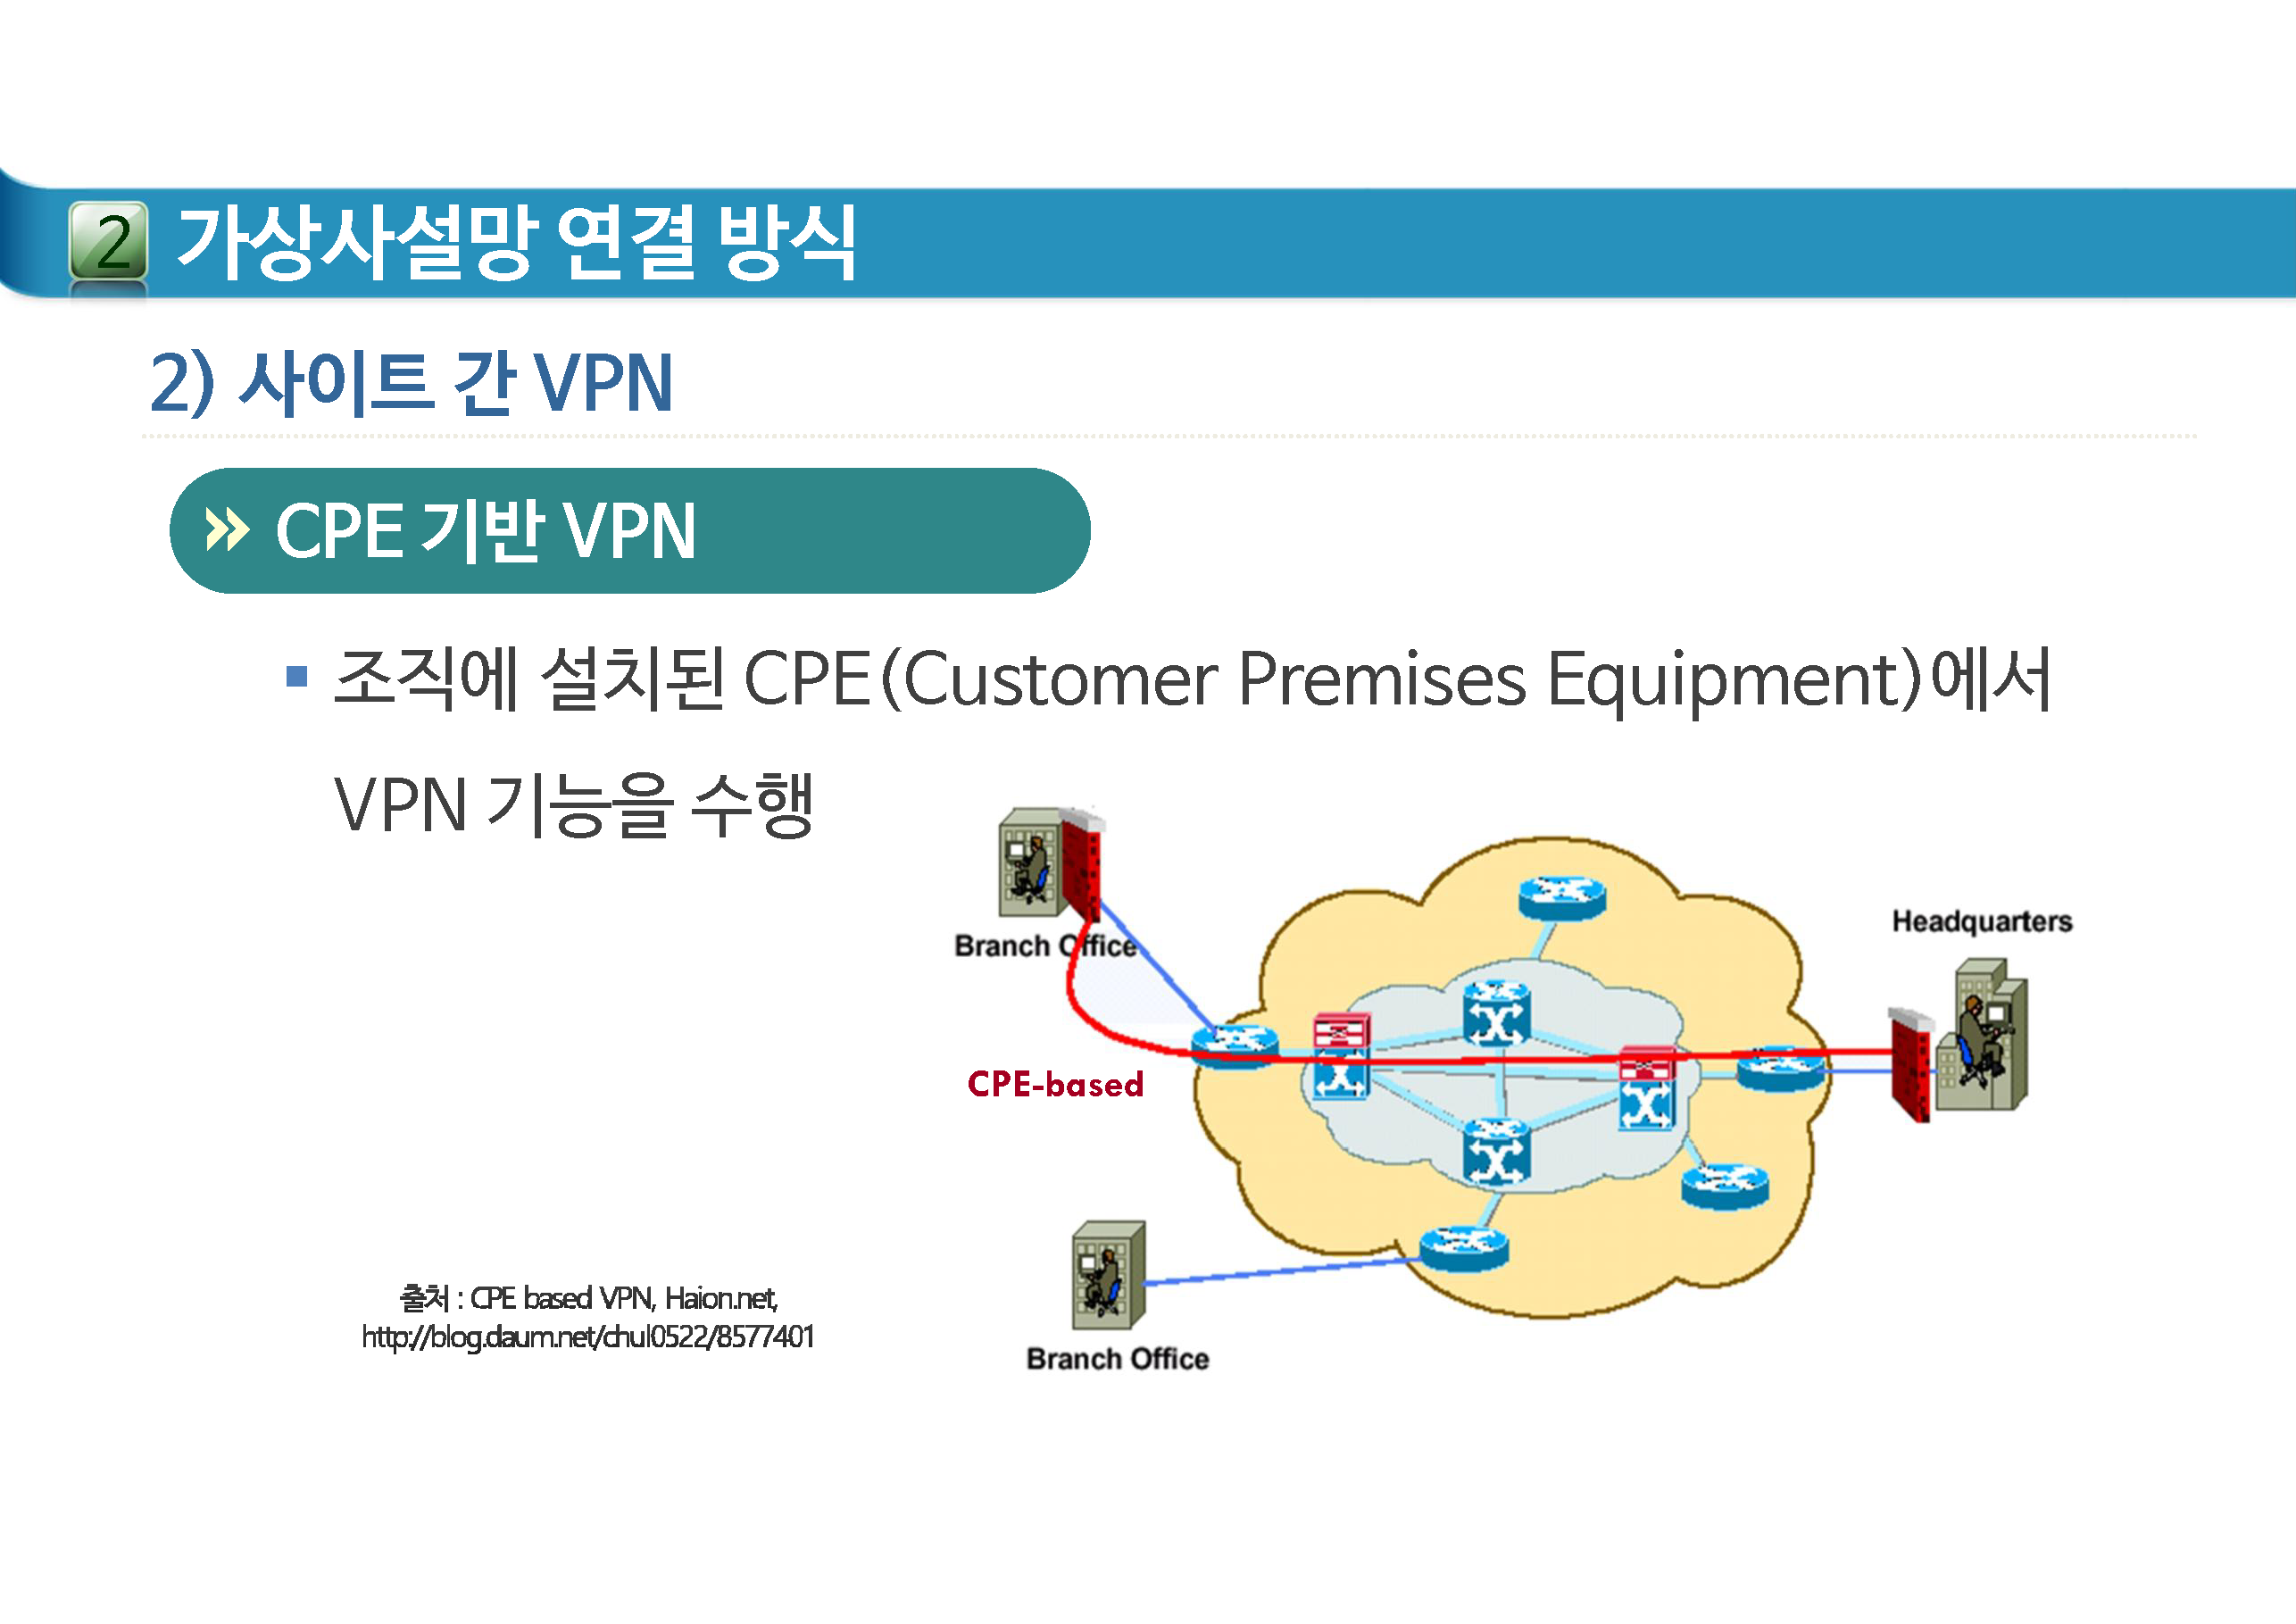 2 가상사설망 연결 방식
2) 사이트 간 VPN
» CPE 기반 VPN
▪ 조직에 설치된 CPE(Customer Premises Equipment)에서
VPN 기능을 수행
Branch Office
Headquarters
CPE-based
Branch Office
출처 : CPE based VPN, Haion.net,
http://blog.daum.net/chul0522/8577401